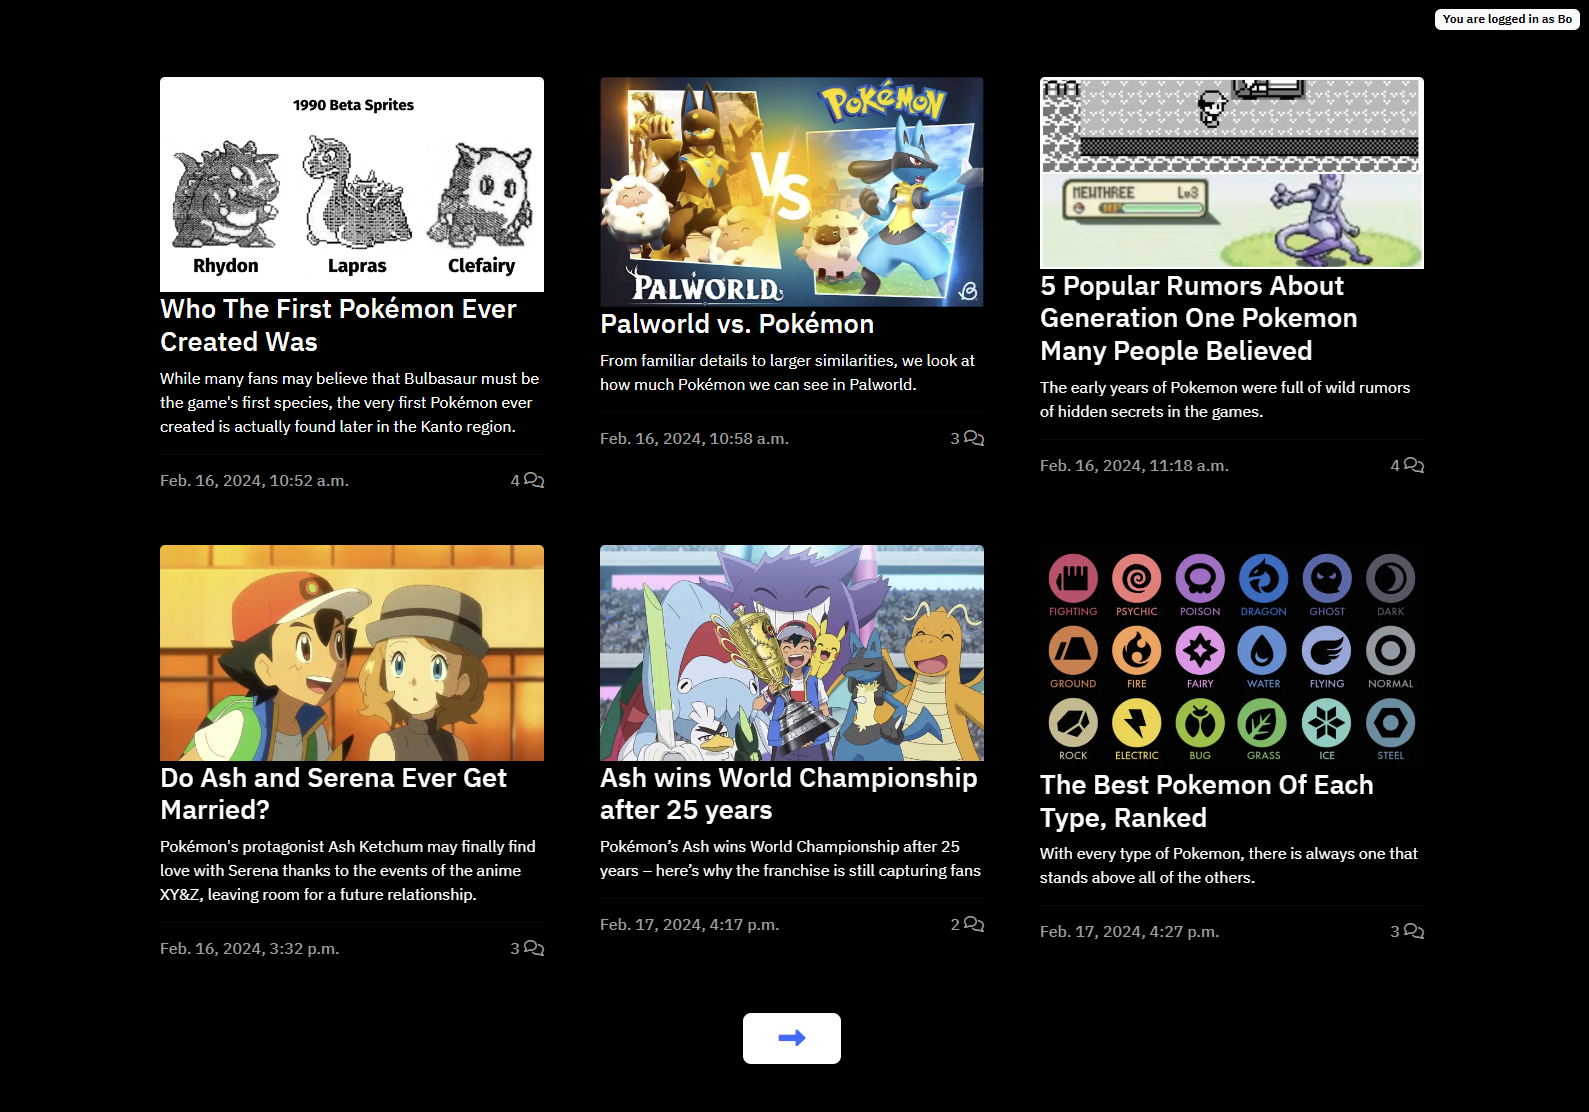 You are logged in as Bo
1990 Beta Sprites
Rhydon
Lapras
Clefairy
Who The First Pokémon Ever
Created Was
While many fans may believe that Bulbasaur must be
the game's first species, the very first Pokémon ever
created is actually found later in the Kanto region.
Feb. 16, 2024, 10:52 a.m.
4
POKÉMON
VS
PALWORLD
Palworld vs. Pokémon
From familiar details to larger similarities, we look at
how much Pokémon we can see in Palworld.
Feb. 16, 2024, 10:58 a.m.
3
MEWTHREE Lv3
HP
5 Popular Rumors About
Generation One Pokemon
Many People Believed
The early years of Pokemon were full of wild rumors
of hidden secrets in the games.
Feb. 16, 2024, 11:18 a.m.
4
Do Ash and Serena Ever Get
Married?
Pokémon's protagonist Ash Ketchum may finally find
love with Serena thanks to the events of the anime
XY&Z, leaving room for a future relationship.
Feb. 16, 2024, 3:32 p.m.
3
Ash wins World Championship
after 25 years
Pokémon’s Ash wins World Championship after 25
years – here’s why the franchise is still capturing fans
Feb. 17, 2024, 4:17 p.m.
2
FIGHTING PSYCHIC POISON DRAGON GHOST DARK
GROUND FIRE FAIRY WATER FLYING NORMAL
ROCK ELECTRIC BUG GRASS ICE STEEL
The Best Pokemon Of Each
Type, Ranked
With every type of Pokemon, there is always one that
stands above all of the others.
Feb. 17, 2024, 4:27 p.m.
3